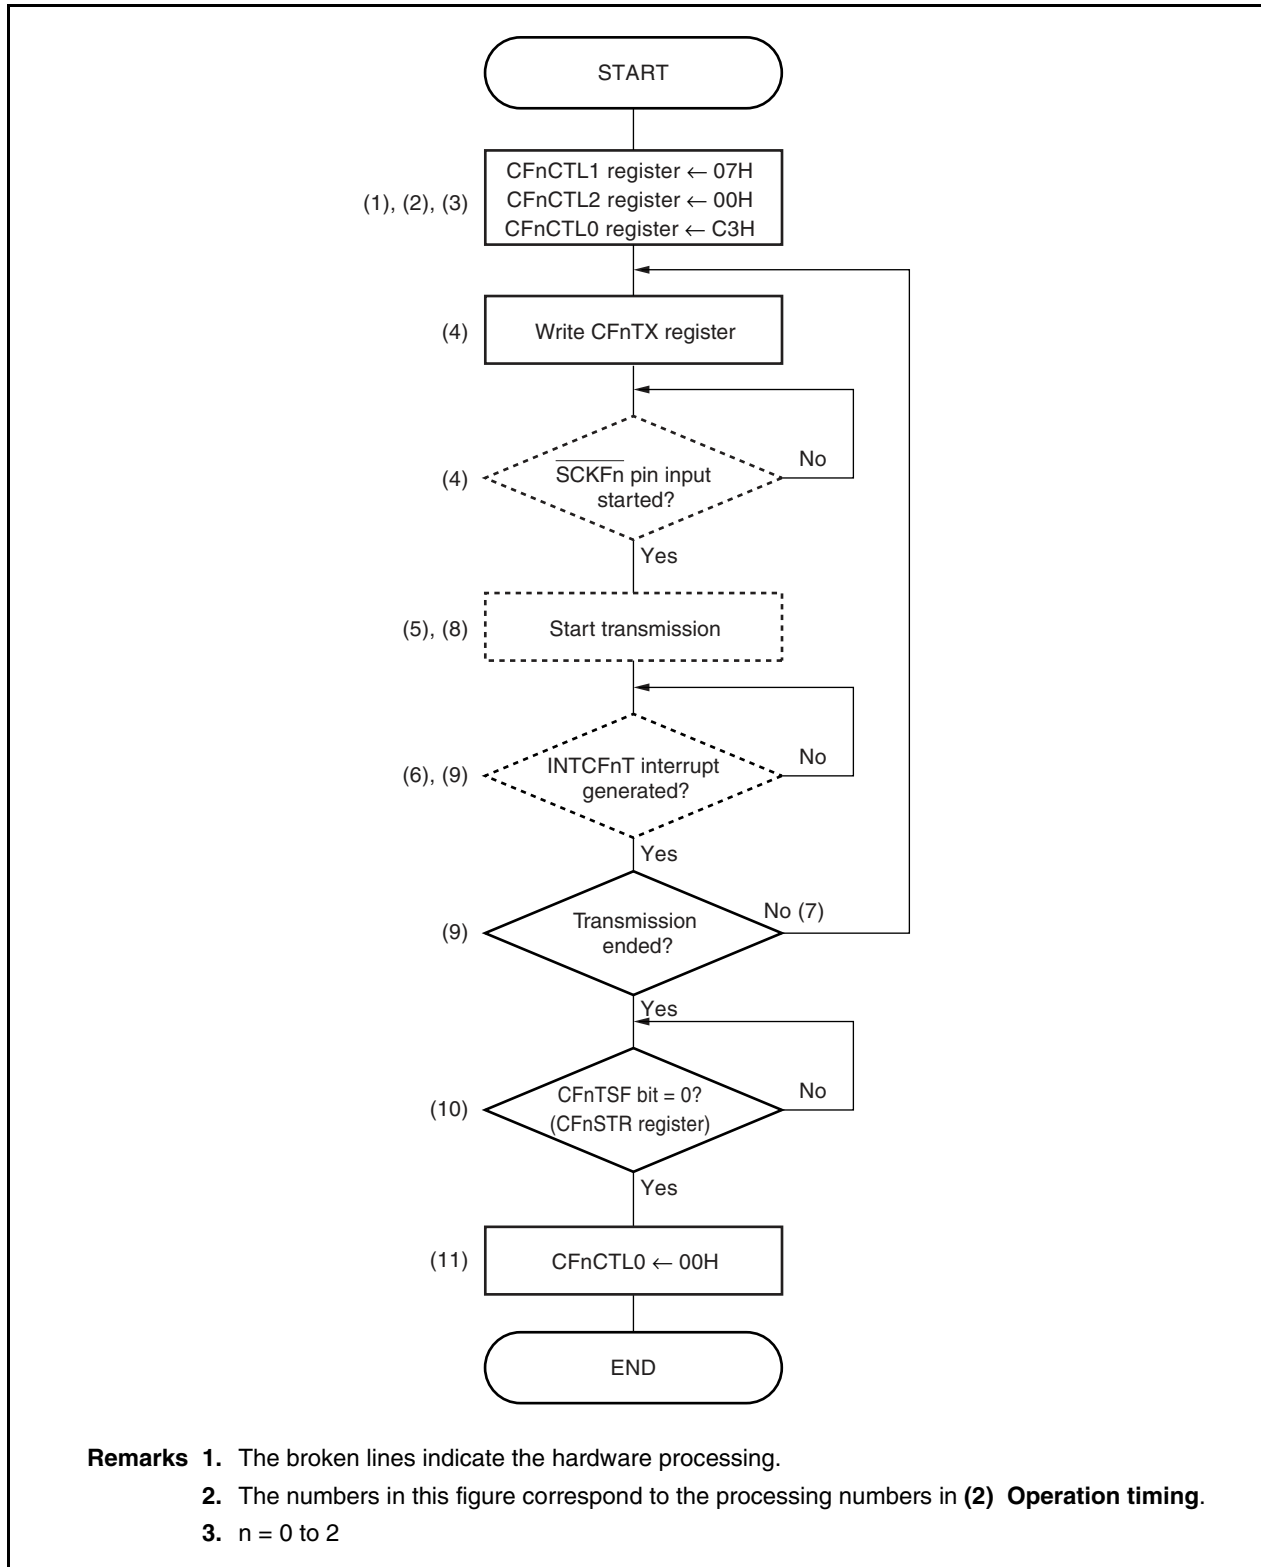 START
CFnCTL1 register ← 07H
(1), (2), (3)
CFnCTL2 register ← 00H
CFnCTL0 register ← C3H
(4)
Write CFnTX register
(4)
SCKFn pin input
started?
No
Yes
(5), (8)
Start transmission
(6), (9)
INTCFnT interrupt
generated?
No
Yes
(9)
Transmission
ended?
No (7)
Yes
(10)
CFnTSF bit = 0?
(CFnSTR register)
No
Yes
(11)
CFnCTL0 ← 00H
END
Remarks 1. The broken lines indicate the hardware processing.
2. The numbers in this figure correspond to the processing numbers in (2) Operation timing.
3. n = 0 to 2